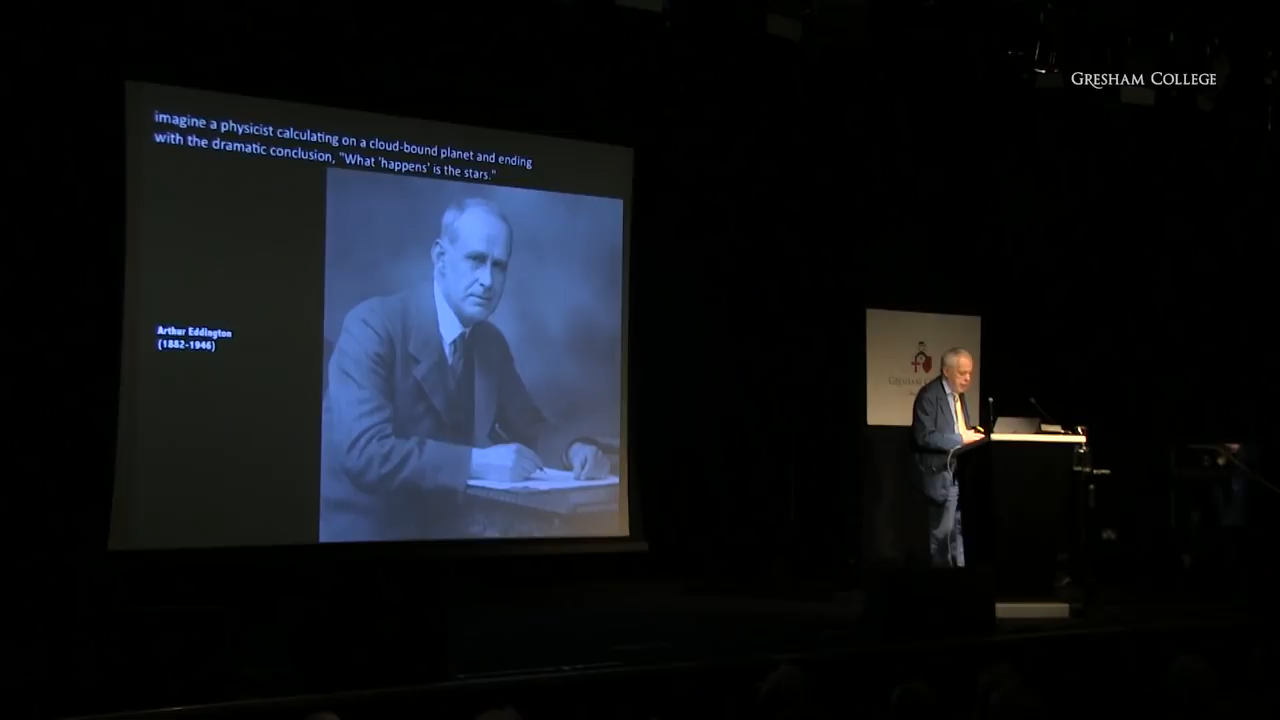 imagine a physicist calculating on a cloud-bound planet and ending
with the dramatic conclusion, "What 'happens' is the stars."
Arthur Eddington
(1882-1946)
GRESHAM COLLEGE
GRESHAM